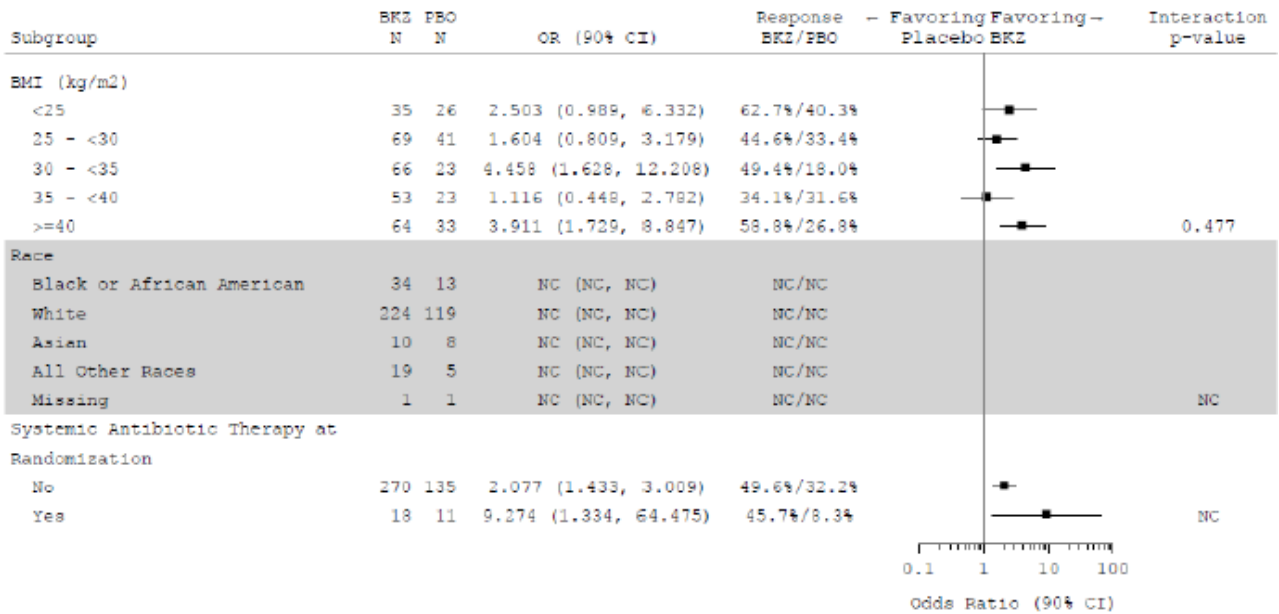 BKZ PBO Response ← Favoring Favoring→ Interaction
Subgroup N N OR (90% CI) BKZ/PBO Placebo BKZ p-value
BMI (kg/m2)
<25 35 26 2.503 (0.989, 6.332) 62.7%/40.3%
25 - <30 69 41 1.604 (0.809, 3.179) 44.6%/33.4%
30 - <35 66 23 4.458 (1.628, 12.208) 49.4%/18.0%
35 - <40 53 23 1.116 (0.448, 2.782) 34.1%/31.6%
>=40 64 33 3.911 (1.729, 8.847) 58.8%/26.8% 0.477
Race
Black or African American 34 13 NC (NC, NC) NC/NC
White 224 119 NC (NC, NC) NC/NC
Asian 10 8 NC (NC, NC) NC/NC
All Other Races 19 5 NC (NC, NC) NC/NC
Missing 1 1 NC (NC, NC) NC/NC NC
Systemic Antibiotic Therapy at
Randomization
No 270 135 2.077 (1.433, 3.009) 49.6%/32.2%
Yes 18 11 9.274 (1.334, 64.475) 45.7%/8.3% NC
0.1 1 10 100
Odds Ratio (90% CI)